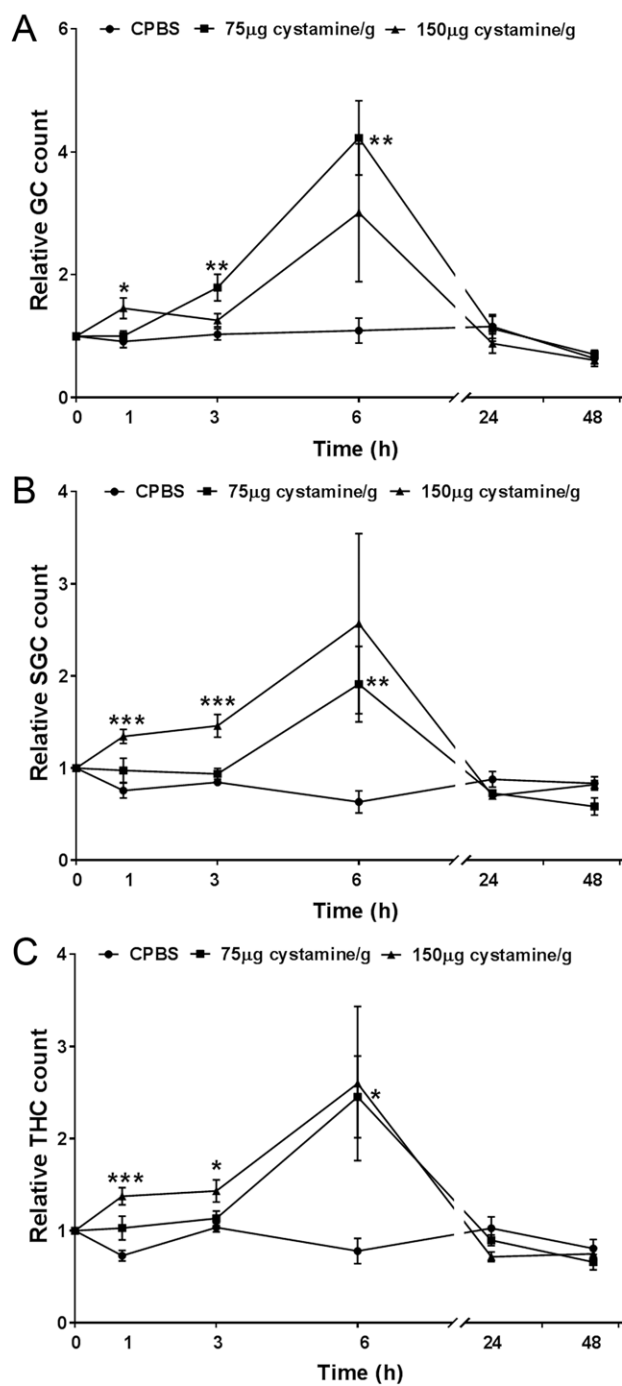 A
CPBS 75µg cystamine/g 150µg cystamine/g
Relative GC count
6
4
2
0
*
**
**
0 1 3 6 24 48
Time (h)
B
CPBS 75µg cystamine/g 150µg cystamine/g
Relative SGC count
4
3
2
1
0
***
***
**
0 1 3 6 24 48
Time (h)
C
CPBS 75µg cystamine/g 150µg cystamine/g
Relative THC count
4
3
2
1
0
***
*
*
0 1 3 6 24 48
Time (h)